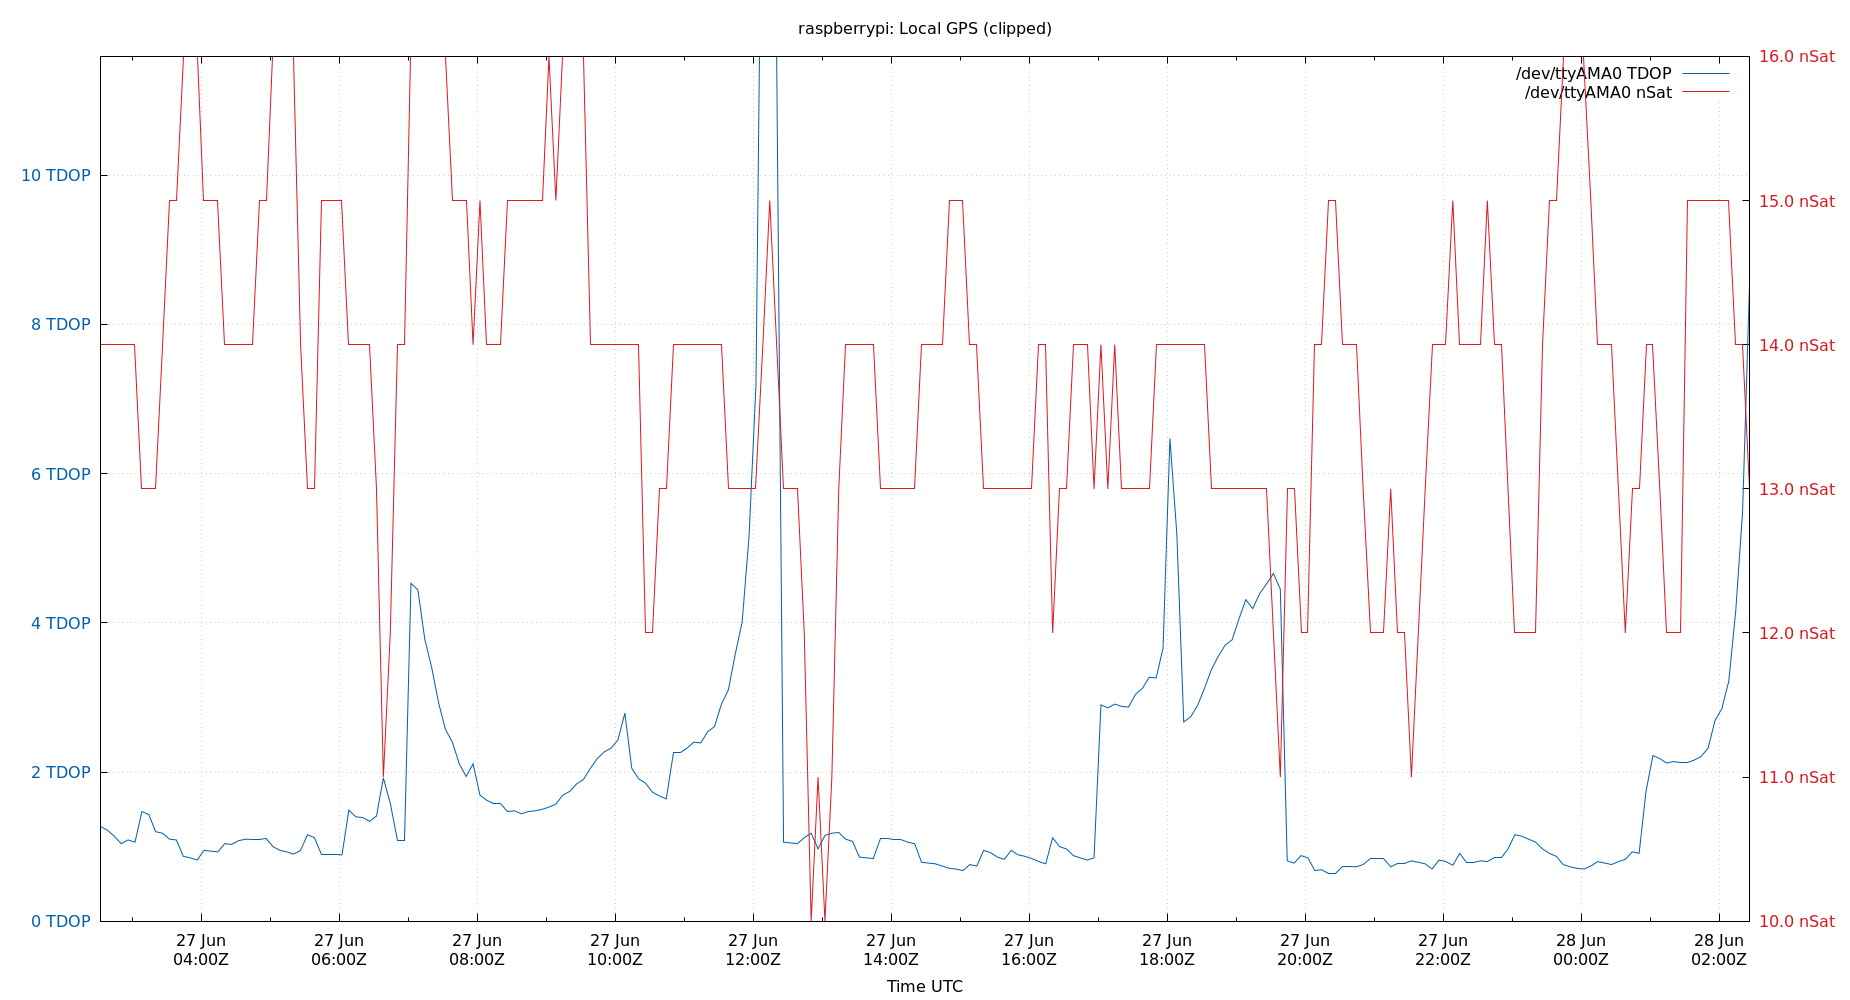 raspberrypi: Local GPS (clipped)
/dev/ttyAMA0 TDOP
/dev/ttyAMA0 nSat
10 TDOP
8 TDOP
6 TDOP
4 TDOP
2 TDOP
0 TDOP
16.0 nSat
15.0 nSat
14.0 nSat
13.0 nSat
12.0 nSat
11.0 nSat
10.0 nSat
27 Jun 27 Jun 27 Jun 27 Jun 27 Jun 27 Jun 27 Jun 27 Jun 27 Jun 27 Jun 28 Jun 28 Jun
04:00Z 06:00Z 08:00Z 10:00Z 12:00Z 14:00Z 16:00Z 18:00Z 20:00Z 22:00Z 00:00Z 02:00Z
Time UTC